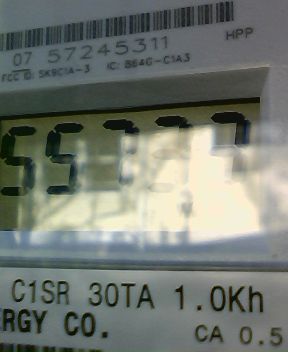 07 57245311
HPP
FCC ID: SK9C1A-3 IC: 864G-C1A3
55777
C1SR 30TA 1.0Kh
RGY CO.
CA 0.5